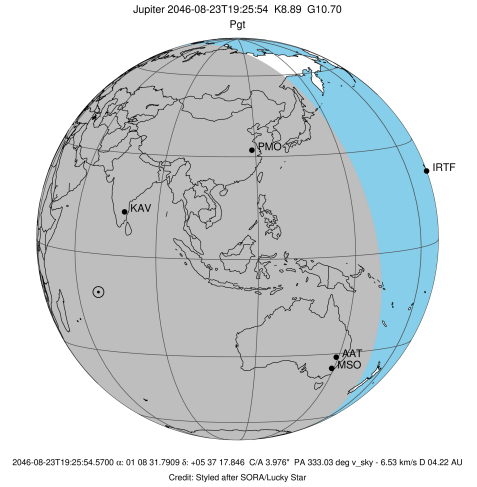 Jupiter 2046-08-23T19:25:54 K8.89 G10.70
Pgt
PMO
IRTF
KAV
AAT
MSO
2046-08-23T19:25:54.5700 α: 01 08 31.7909 δ: +05 37 17.846 C/A 3.976" PA 333.03 deg v_sky - 6.53 km/s D 04.22 AU
Credit: Styled after SORA/Lucky Star